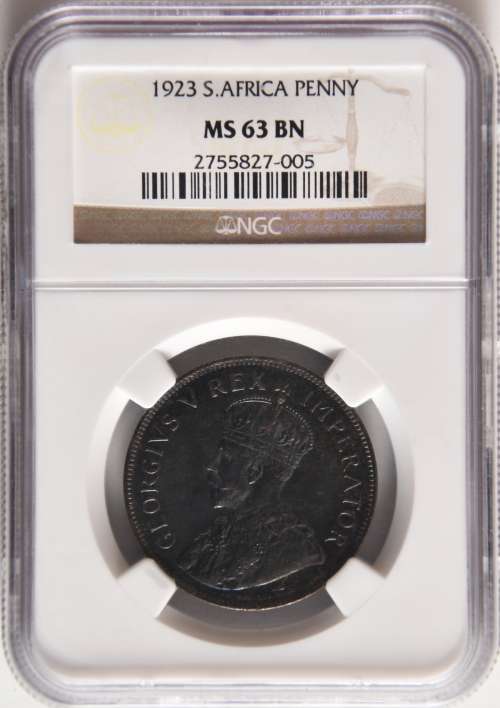 1923 S.AFRICA PENNY
MS 63 BN
2755827-005
NGC
GEORGIVS V REX IMPERATOR